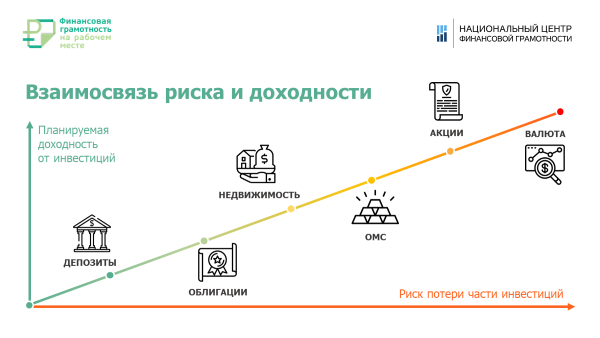 Финансовая
грамотность
на рабочем
месте
НАЦИОНАЛЬНЫЙ ЦЕНТР
ФИНАНСОВОЙ ГРАМОТНОСТИ
Взаимосвязь риска и доходности
Планируемая
доходность
от инвестиций
АКЦИИ
ВАЛЮТА
НЕДВИЖИМОСТЬ
ОМС
ДЕПОЗИТЫ
ОБЛИГАЦИИ
Риск потери части инвестиций